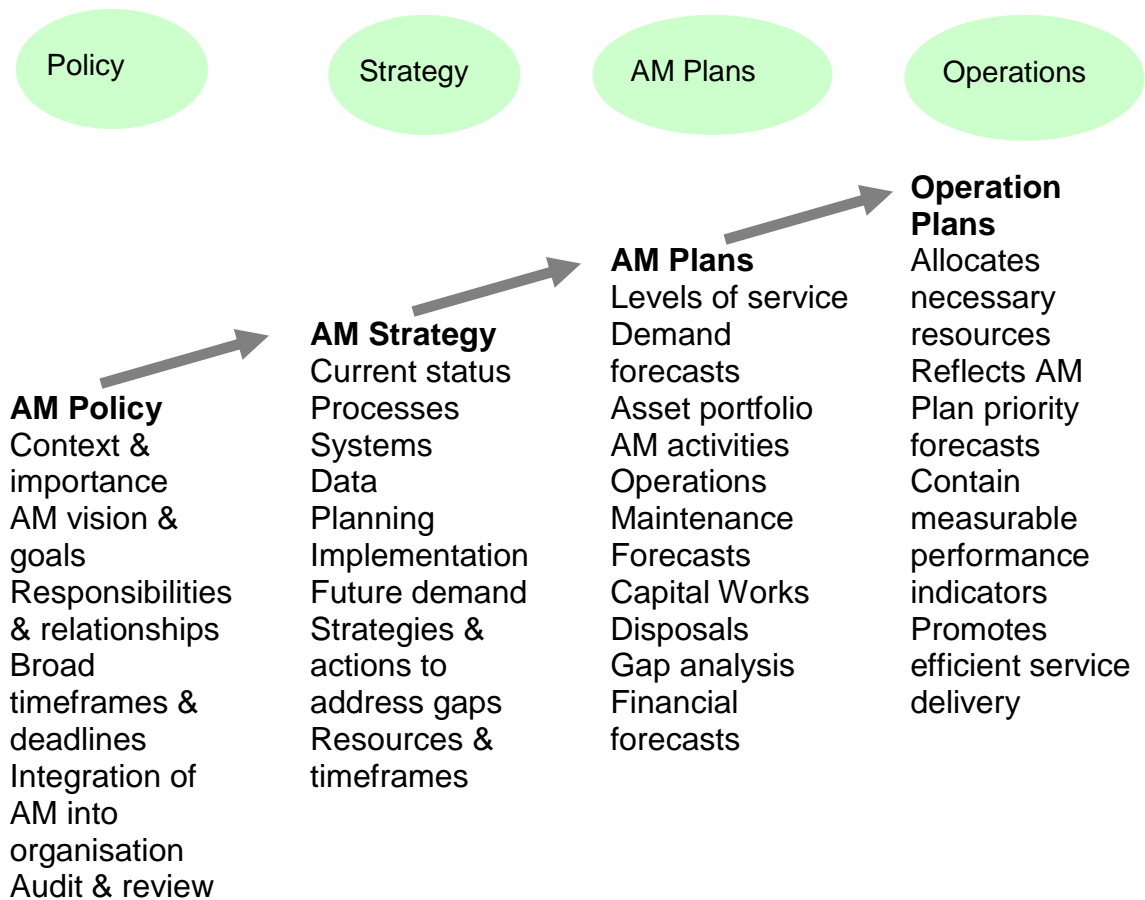 Policy
Strategy
AM Plans
Operations
AM Policy
Context &
importance
AM vision &
goals
Responsibilities
& relationships
Broad
timeframes &
deadlines
Integration of
AM into
organisation
Audit & review
AM Strategy
Current status
Processes
Systems
Data
Planning
Implementation
Future demand
Strategies &
actions to
address gaps
Resources &
timeframes
AM Plans
Levels of service
Demand
forecasts
Asset portfolio
AM activities
Operations
Maintenance
Forecasts
Capital Works
Disposals
Gap analysis
Financial
forecasts
Operation
Plans
Allocates
necessary
resources
Reflects AM
Plan priority
forecasts
Contain
measurable
performance
indicators
Promotes
efficient service
delivery